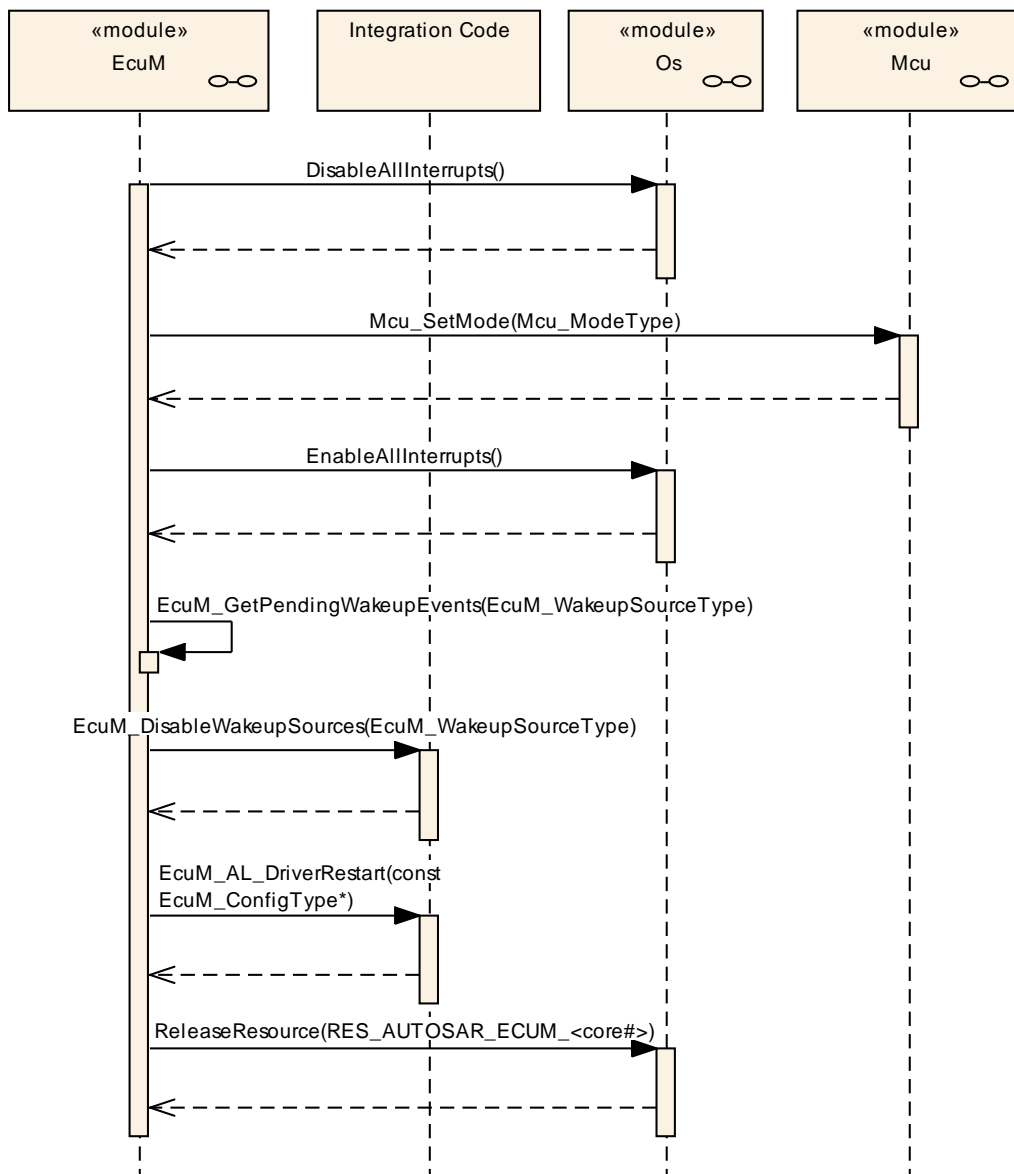 «module»
EcuM
Integration Code
«module»
Os
«module»
Mcu
DisableAllInterrupts()
Mcu_SetMode(Mcu_ModeType)
EnableAllInterrupts()
EcuM_GetPendingWakeupEvents(EcuM_WakeupSourceType)
EcuM_DisableWakeupSources(EcuM_WakeupSourceType)
EcuM_AL_DriverRestart(const
EcuM_ConfigType*)
ReleaseResource(RES_AUTOSAR_ECUM_<core#>)